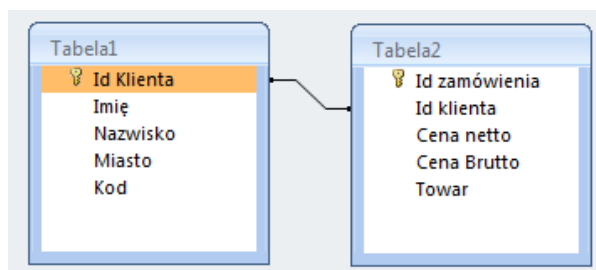 Tabela1
Id Klienta
Imię
Nazwisko
Miasto
Kod
Tabela2
Id zamówienia
Id klienta
Cena netto
Cena Brutto
Towar